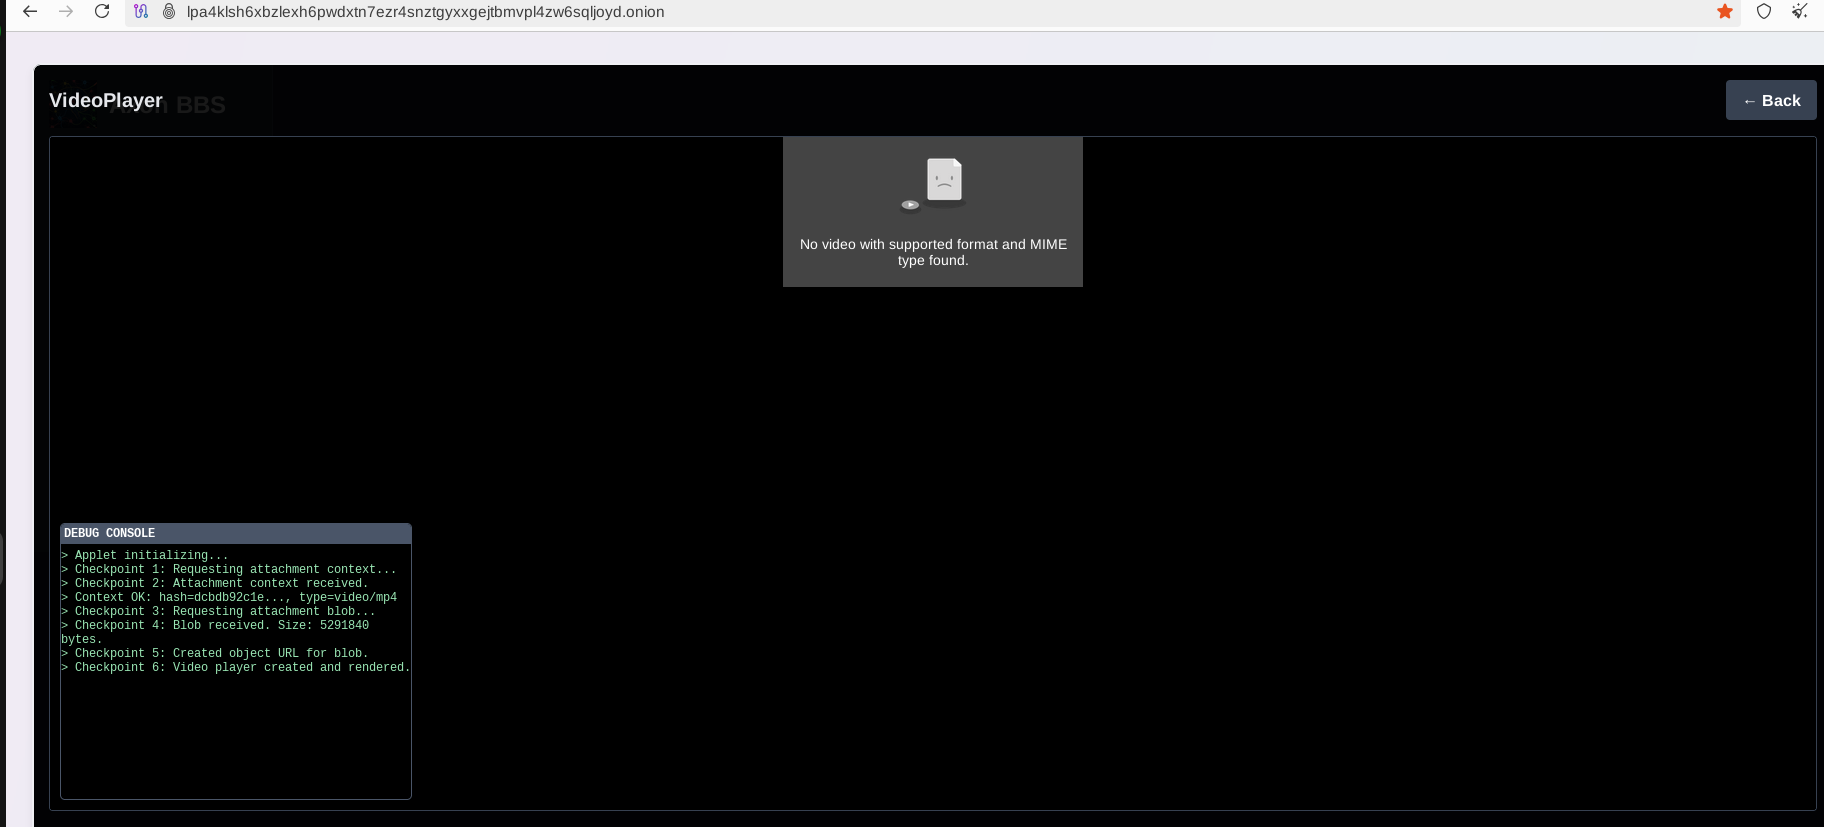 lpa4klsh6xbzlexh6pwdxtn7ezr4snztgyxxgejtbmvpl4zw6sqljoyd.onion
VideoPlayer
BBS
← Back
No video with supported format and MIME
type found.
DEBUG CONSOLE
> Applet initializing...
> Checkpoint 1: Requesting attachment context...
> Checkpoint 2: Attachment context received.
> Context OK: hash=dcbdb92c1e..., type=video/mp4
> Checkpoint 3: Requesting attachment blob...
> Checkpoint 4: Blob received. Size: 5291840
bytes.
> Checkpoint 5: Created object URL for blob.
> Checkpoint 6: Video player created and rendered.